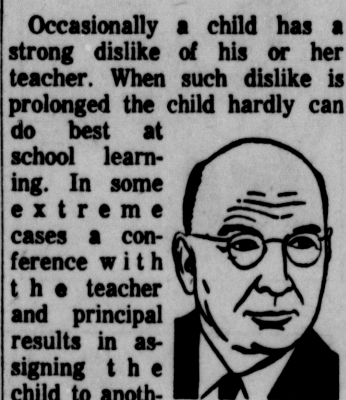 Occasionally a child has a
strong dislike of his or her
teacher. When such dislike is
prolonged the child hardly can
do best at
school learn-
ing. In some
extreme
cases a con-
ference with
the teacher
and principal
results in as-
signing the
child to anoth-